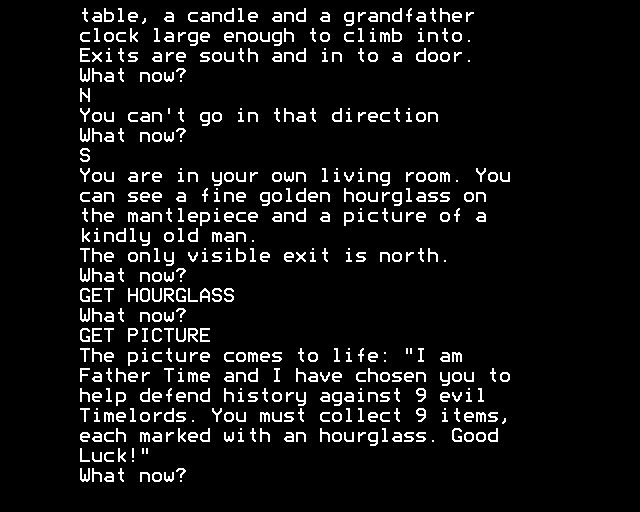 table, a candle and a grandfather
clock large enough to climb into.
Exits are south and in to a door.
What now?
N
You can't go in that direction
What now?
S
You are in your own living room. You
can see a fine golden hourglass on
the mantlepiece and a picture of a
kindly old man.
The only visible exit is north.
What now?
GET HOURGLASS
What now?
GET PICTURE
The picture comes to life: "I am
Father Time and I have chosen you to
help defend history against 9 evil
Timelords. You must collect 9 items,
each marked with an hourglass. Good
Luck!"
What now?